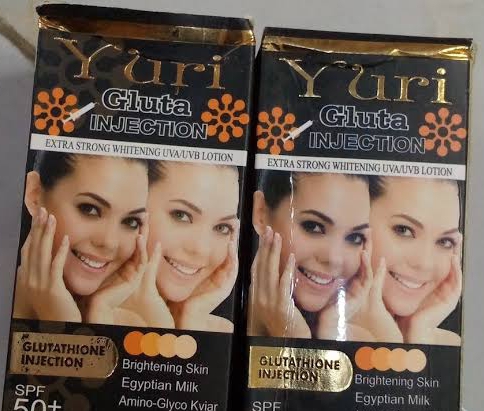 Yuri
Gluta
INJECTION
EXTRA STRONG WHITENING UVA/UVB LOTION
GLUTATHIONE
INJECTION
Brightening Skin
Egyptian Milk
Amino-Glyco Kviar
SPF
50+
Yuri
Gluta
INJECTION
EXTRA STRONG WHITENING UVA/UVB LOTION
GLUTATHIONE
INJECTION
Brightening Skin
Egyptian Milk
SPF